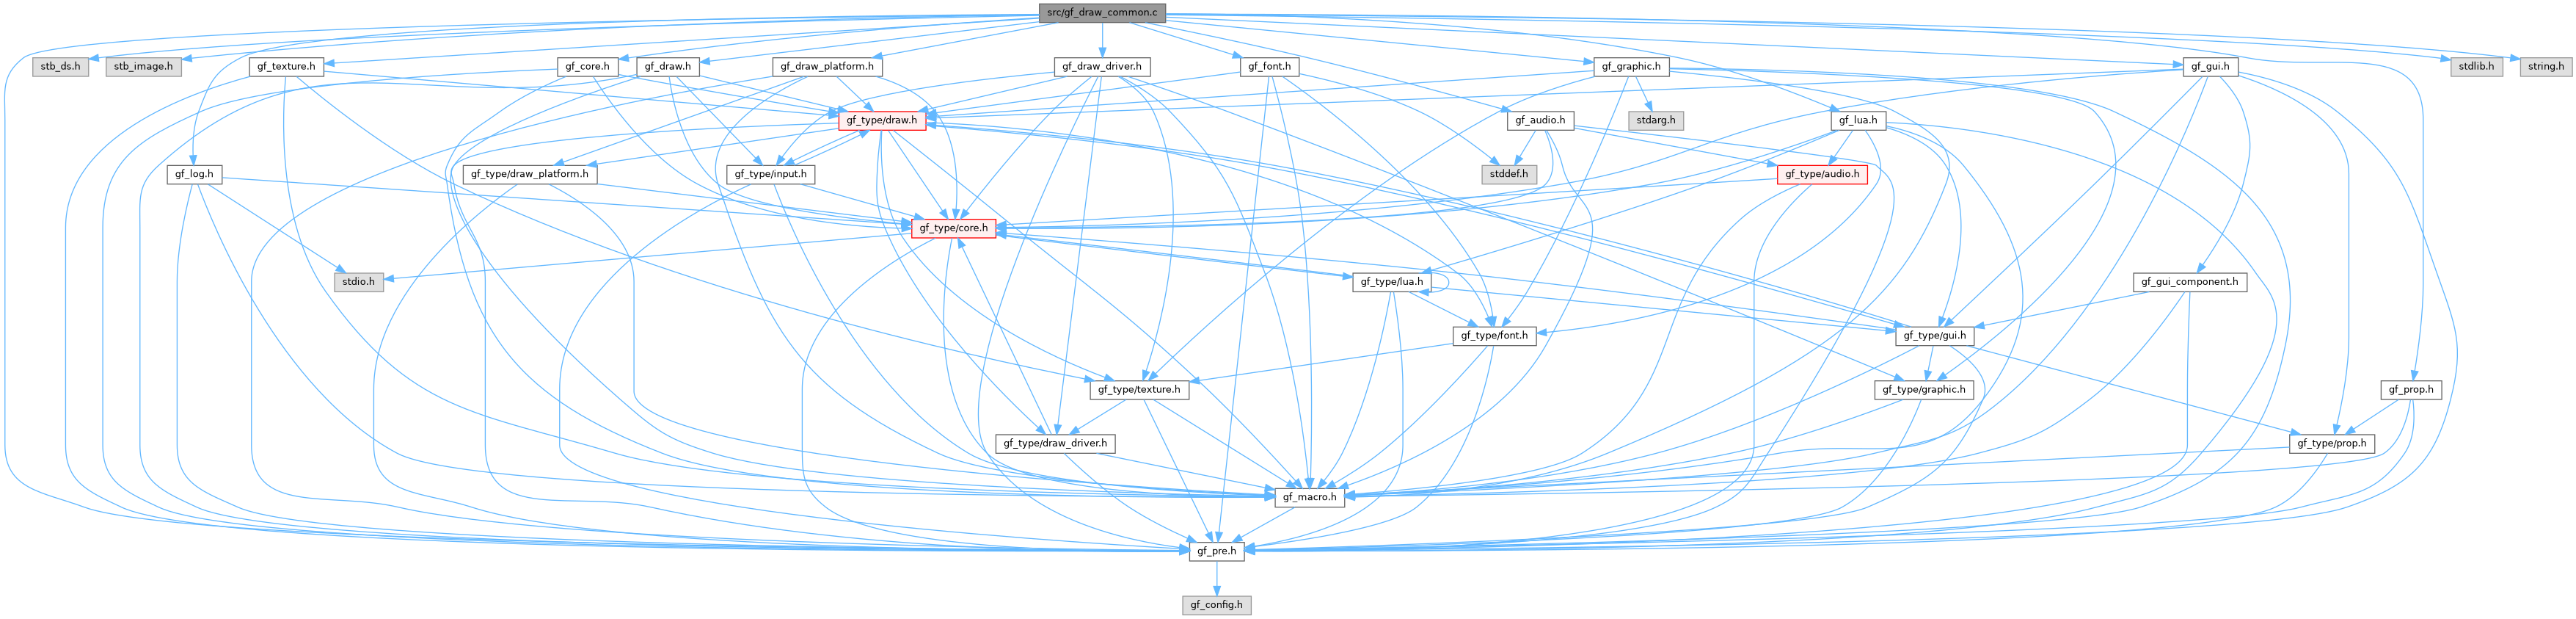 src/gf_draw_common.c
stb_ds.h
stb_image.h
gf_texture.h
gf_core.h
gf_draw.h
gf_draw_platform.h
gf_draw_driver.h
gf_font.h
gf_graphic.h
gf_gui.h
stdlib.h
string.h
gf_type/draw.h
gf_audio.h
stdarg.h
gf_lua.h
gf_log.h
gf_type/draw_platform.h
gf_type/input.h
stddef.h
gf_type/audio.h
gf_type/core.h
stdio.h
gf_type/lua.h
gf_gui_component.h
gf_type/font.h
gf_type/gui.h
gf_type/texture.h
gf_type/graphic.h
gf_prop.h
gf_type/draw_driver.h
gf_type/prop.h
gf_macro.h
gf_pre.h
gf_config.h